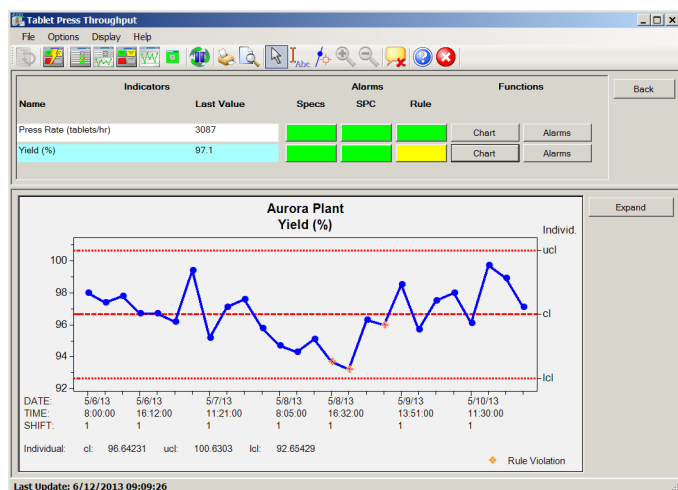 Tablet Press Throughput
File Options Display Help
Abc
Indicators Alarms Functions
Name Last Value Specs SPC Rule
Back
Press Rate (tablets/hr) 3087 Chart Alarms
Yield (%) 97.1 Chart Alarms
Expand
Aurora Plant
Yield (%)
Individ.
ucl
100
98
cl
96
94
lcl
92
DATE: 5/6/13 5/6/13 5/7/13 5/8/13 5/8/13 5/9/13 5/10/13
TIME: 8:00:00 16:12:00 11:21:00 8:05:00 16:32:00 13:51:00 11:30:00
SHIFT: 1 1 1 1 1 1 1
Individual: cl: 96.64231 ucl: 100.6303 lcl: 92.65429
Rule Violation
Last Update: 6/12/2013 09:09:26